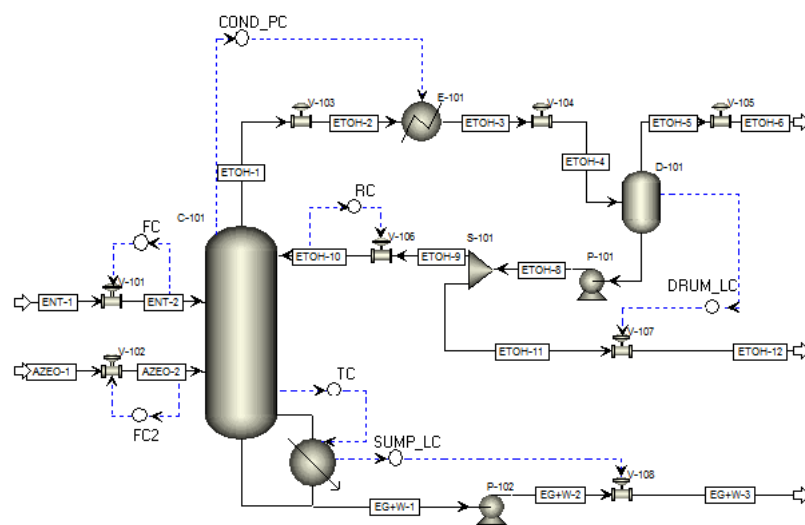 COND_PC
V-103
E-101
V-104
V-105
ETOH-2
ETOH-3
ETOH-5
ETOH-6
ETOH-1
ETOH-4
D-101
RC
C-101
FC
V-106
S-101
ETOH-10
ETOH-9
ETOH-8
P-101
V-101
DRUM_LC
ENT-1
ENT-2
V-107
V-102
ETOH-11
ETOH-12
AZEO-1
AZEO-2
TC
FC2
SUMP_LC
V-108
P-102
EG+W-1
EG+W-2
EG+W-3